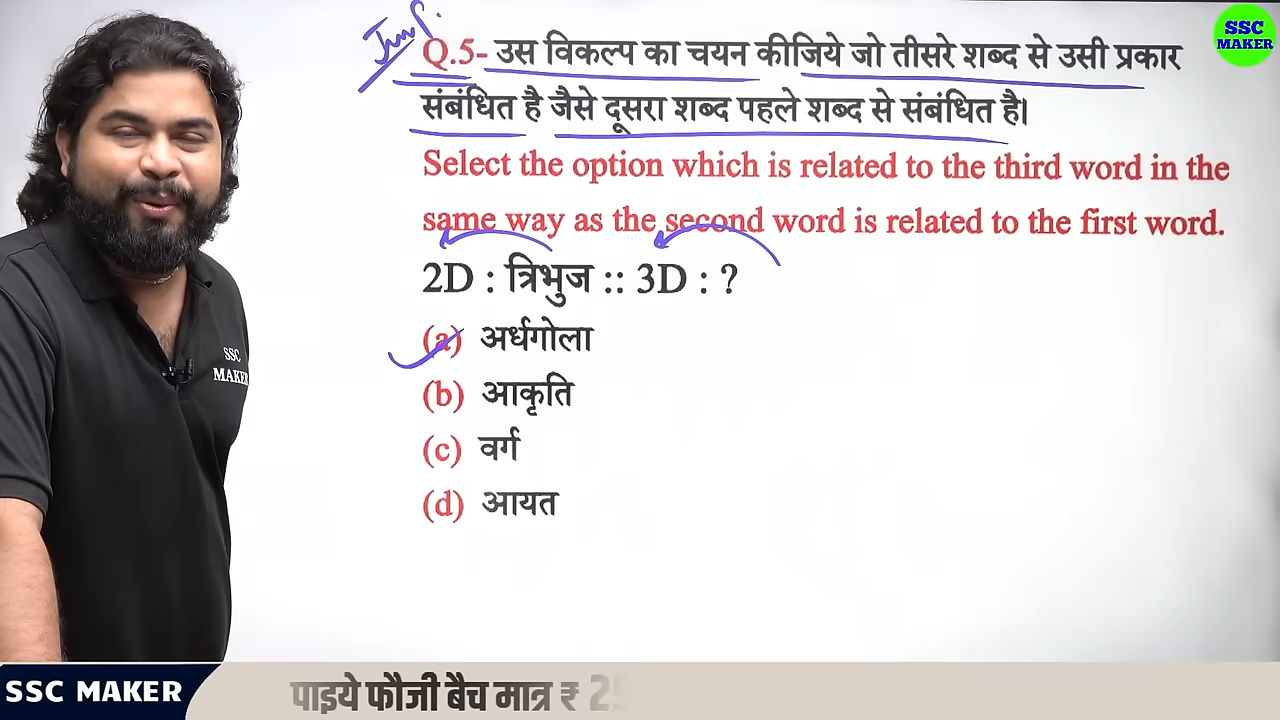 SSC
MAKER
Q.5- उस विकल्प का चयन कीजिये जो तीसरे शब्द से उसी प्रकार
संबंधित है जैसे दूसरा शब्द पहले शब्द से संबंधित है।
Select the option which is related to the third word in the
same way as the second word is related to the first word.
2D : त्रिभुज :: 3D : ?
(a) अर्धगोला
(b) आकृति
(c) वर्ग
(d) आयत
SSC
MAKER
SSC MAKER
पाइये फौजी बैच मात्र ₹